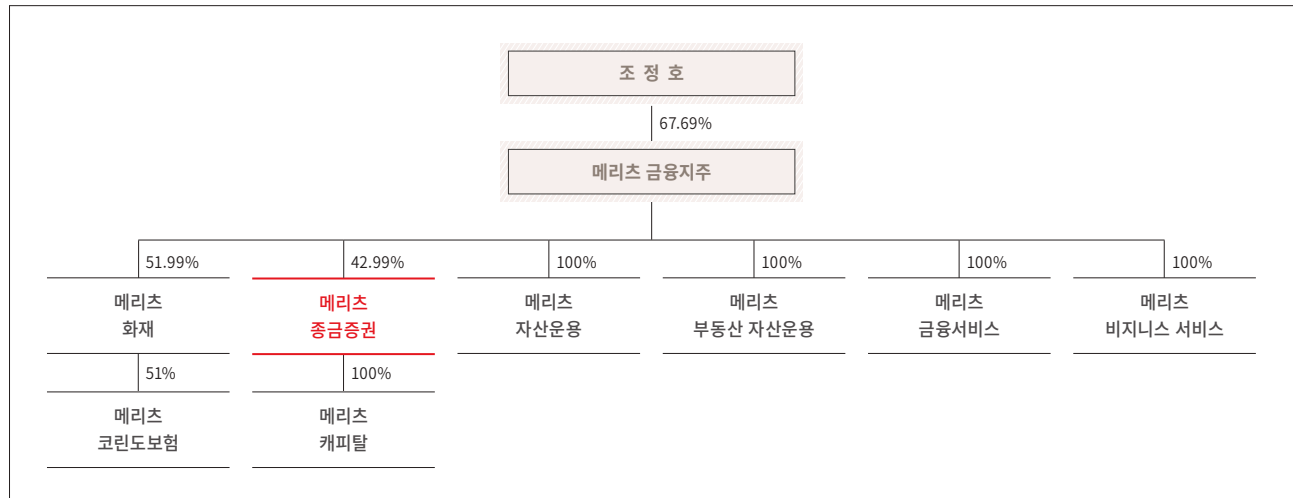 조 정 호
67.69%
메리츠 금융지주
51.99%
42.99%
100%
100%
100%
100%
메리츠
화재
메리츠
종금증권
메리츠
자산운용
메리츠
부동산 자산운용
메리츠
금융서비스
메리츠
비지니스 서비스
51%
100%
메리츠
코린도보험
메리츠
캐피탈